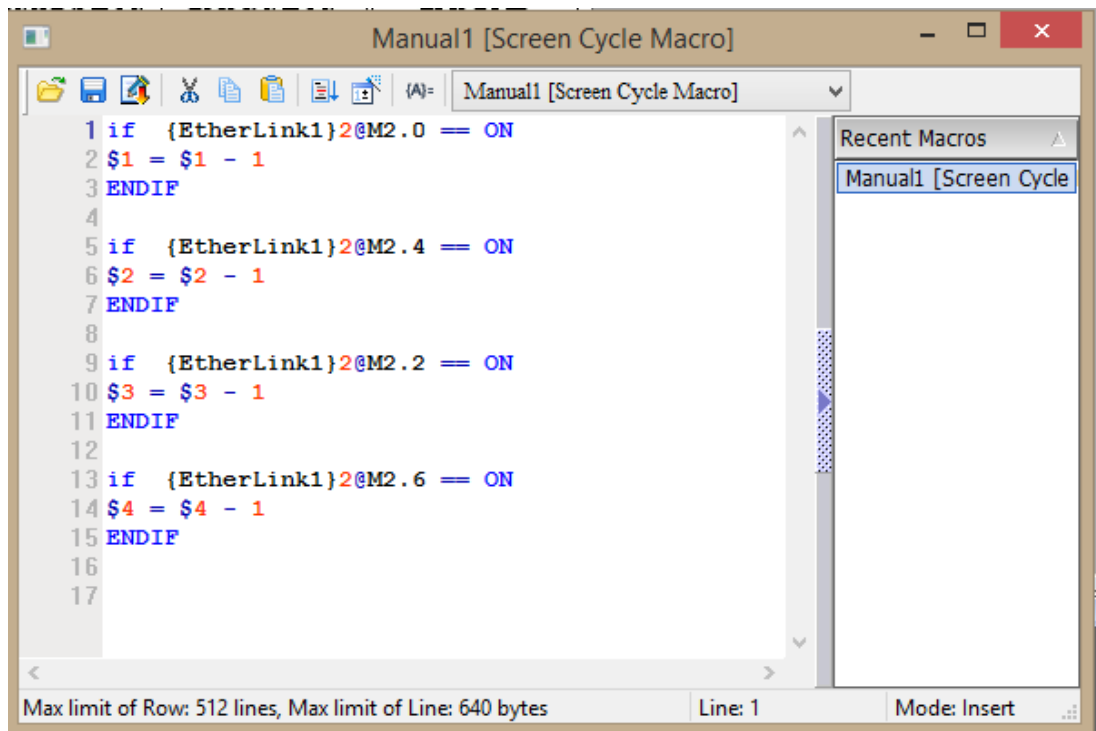 Manual1 [Screen Cycle Macro]
{A}= Manual1 [Screen Cycle Macro]
1 if  {EtherLink1}2@M2.0 == ON
2 $1 = $1 - 1
3 ENDIF
4
5 if  {EtherLink1}2@M2.4 == ON
6 $2 = $2 - 1
7 ENDIF
8
9 if  {EtherLink1}2@M2.2 == ON
10 $3 = $3 - 1
11 ENDIF
12
13 if  {EtherLink1}2@M2.6 == ON
14 $4 = $4 - 1
15 ENDIF
16
17
Recent Macros
Manual1 [Screen Cycle
Max limit of Row: 512 lines, Max limit of Line: 640 bytes
Line: 1
Mode: Insert